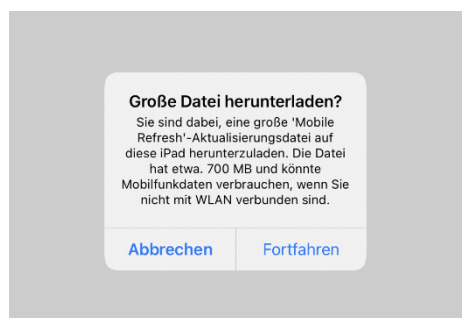 Große Datei herunterladen?
Sie sind dabei, eine große 'Mobile
Refresh'-Aktualisierungsdatei auf
diese iPad herunterzuladen. Die Datei
hat etwa. 700 MB und könnte
Mobilfunkdaten verbrauchen, wenn Sie
nicht mit WLAN verbunden sind.
Abbrechen
Fortfahren